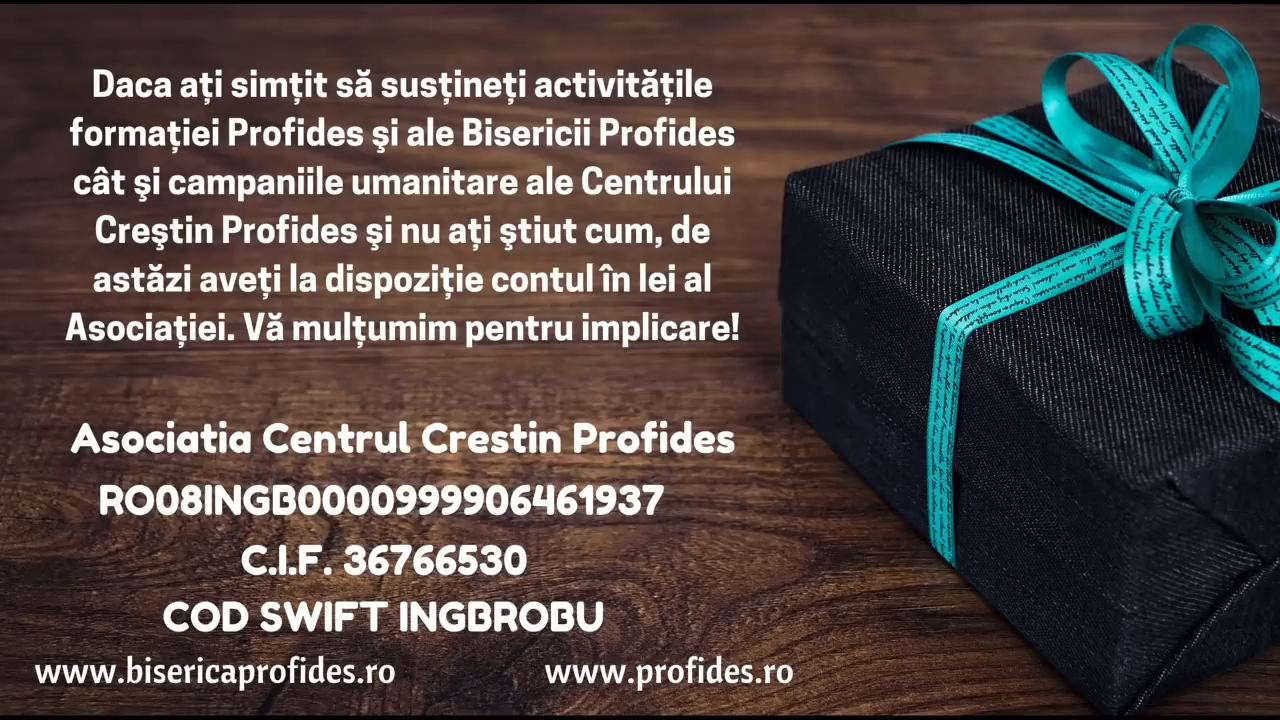 Daca ați simțit să susțineți activitățile
formației Profides şi ale Bisericii Profides
cât şi campaniile umanitare ale Centrului
Creştin Profides şi nu ați ştiut cum, de
astăzi aveți la dispoziție contul în lei al
Asociației. Vă mulțumim pentru implicare!
Asociatia Centrul Crestin Profides
RO08INGB0000999906461937
C.I.F. 36766530
COD SWIFT INGBROBU
www.bisericaprofides.ro www.profides.ro